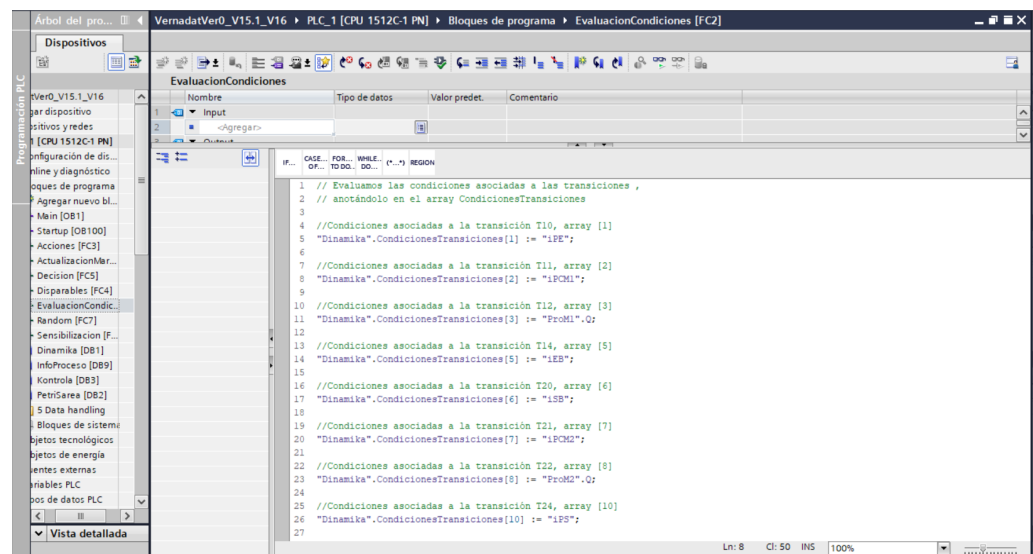 Árbol del pro...
VernadatVer0_V15.1_V16 ▸ PLC_1 [CPU 1512C-1 PN] ▸ Bloques de programa ▸ EvaluacionCondiciones [FC2]
Dispositivos
Programación PLC
EvaluacionCondiciones
Nombre Tipo de datos Valor predet. Comentario
1 Input
2 <Agregar>
IF... CASE... OF... FOR... TO DO... WHILE... DO... (*...*) REGION
tVer0_V15.1_V16
gar dispositivo
ositivos y redes
1 [CPU 1512C-1 PN]
onfiguración de dis...
nline y diagnóstico
oques de programa
Agregar nuevo bl...
Main [OB1]
Startup [OB100]
Acciones [FC3]
ActualizacionMar...
Decision [FC5]
Disparables [FC4]
EvaluacionCondic...
Random [FC7]
Sensibilizacion [F...
Dinamika [DB1]
InfoProceso [DB9]
Kontrola [DB3]
PetriSarea [DB2]
5 Data handling
Bloques de sistema
bjetos tecnológicos
bjetos de energía
uentes externas
ariables PLC
pos de datos PLC
Vista detallada
1 // Evaluamos las condiciones asociadas a las transiciones ,
2 // anotándolo en el array CondicionesTransiciones
3
4 //Condiciones asociadas a la transición T10, array [1]
5 "Dinamika".CondicionesTransiciones[1] := "iPE";
6
7 //Condiciones asociadas a la transición T11, array [2]
8 "Dinamika".CondicionesTransiciones[2] := "iPCM1";
9
10 //Condiciones asociadas a la transición T12, array [3]
11 "Dinamika".CondicionesTransiciones[3] := "ProM1".Q;
12
13 //Condiciones asociadas a la transición T14, array [5]
14 "Dinamika".CondicionesTransiciones[5] := "iEB";
15
16 //Condiciones asociadas a la transición T20, array [6]
17 "Dinamika".CondicionesTransiciones[6] := "iSB";
18
19 //Condiciones asociadas a la transición T21, array [7]
20 "Dinamika".CondicionesTransiciones[7] := "iPCM2";
21
22 //Condiciones asociadas a la transición T22, array [8]
23 "Dinamika".CondicionesTransiciones[8] := "ProM2".Q;
24
25 //Condiciones asociadas a la transición T24, array [10]
26 "Dinamika".CondicionesTransiciones[10] := "iPS";
27
Ln: 8 Cl: 50 INS 100%